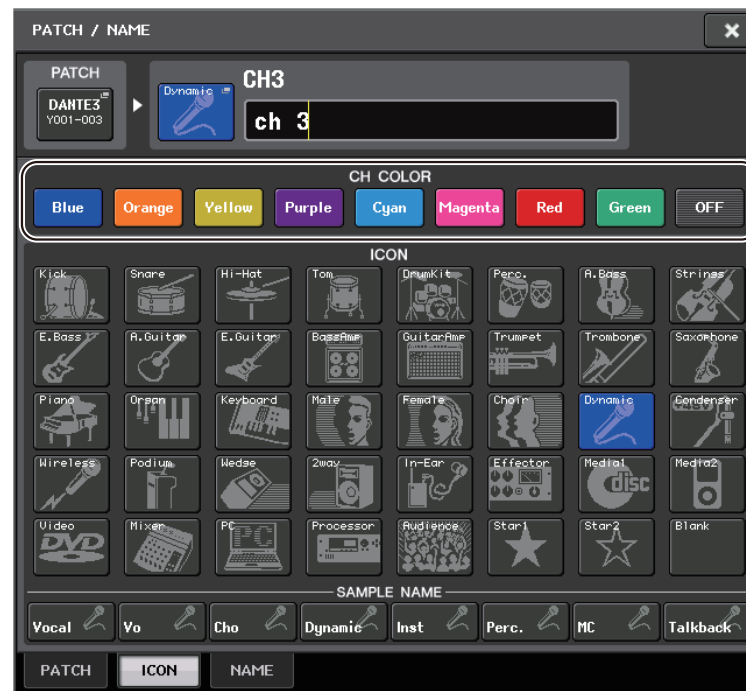 PATCH / NAME
PATCH
DANTE3
Y001-003
Dynamic
CH3
ch 3
CH COLOR
Blue Orange Yellow Purple Cyan Magenta Red Green OFF
ICON
Kick Snare Hi-Hat Tom DrumKit Perc. A.Bass Strings
E.Bass A.Guitar E.Guitar BassAmp GuitarAmp Trumpet Trombone Saxophone
Piano Organ Keyboard Male Female Choir Dynamic Condenser
Wireless Podium Wedge 2way In-Ear Effector Media1 Media2
disc
Video Mixer PC Processor Audience Star1 Star2 Blank
DVD PC
SAMPLE NAME
Vocal Vo Cho Dynamic Inst Perc. MC Talkback
PATCH ICON NAME